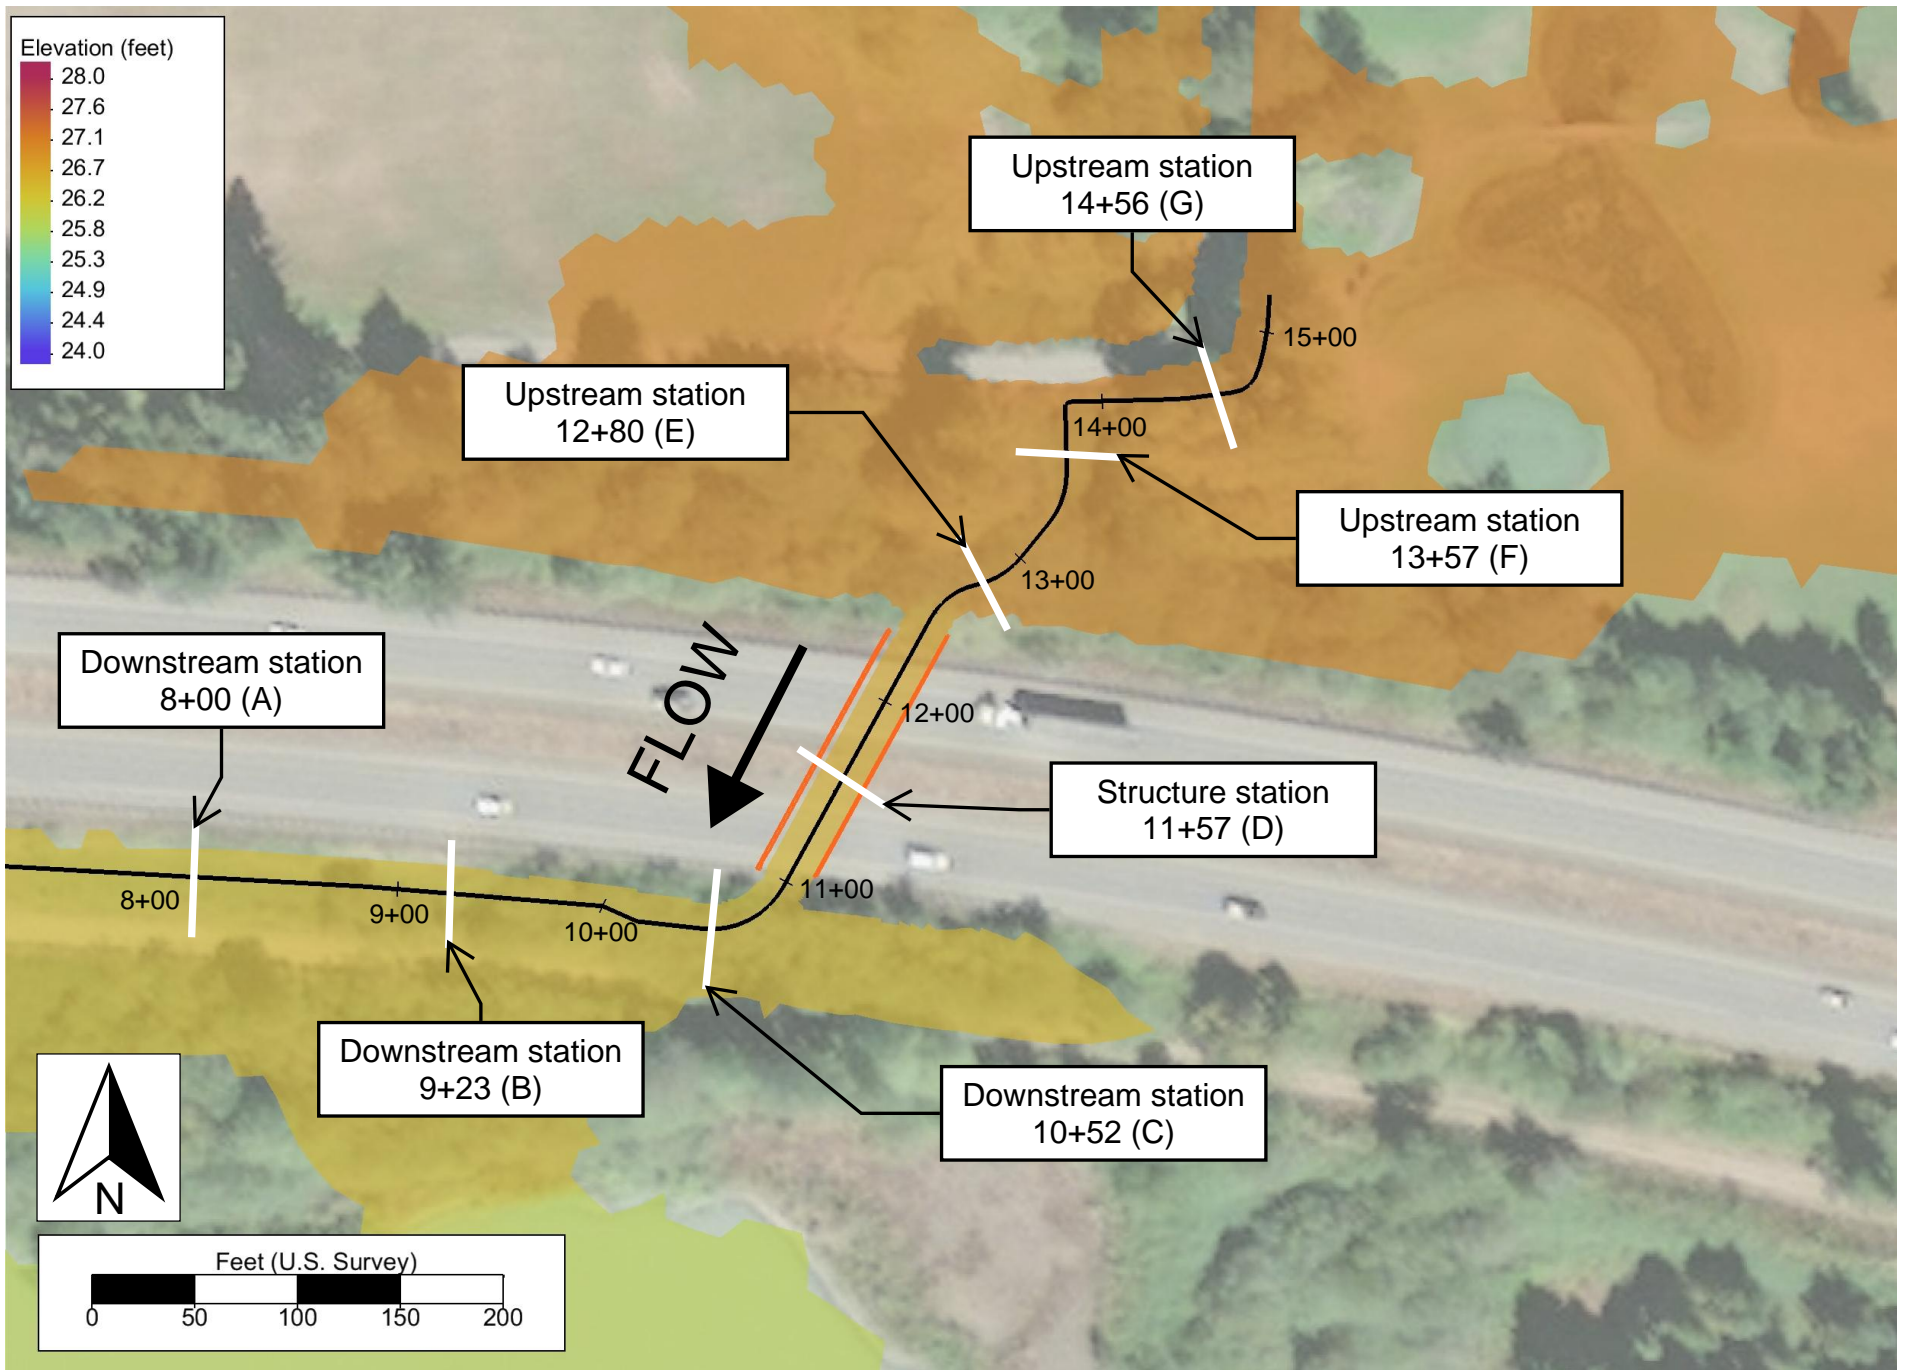 Elevation (feet)
28.0
27.6
27.1
26.7
26.2
25.8
25.3
24.9
24.4
24.0
Upstream station
14+56 (G)
15+00
Upstream station
12+80 (E)
14+00
Upstream station
13+57 (F)
13+00
Downstream station
8+00 (A)
FLOW
12+00
Structure station
11+57 (D)
8+00
9+00
10+00
11+00
Downstream station
9+23 (B)
Downstream station
10+52 (C)
N
Feet (U.S. Survey)
0 50 100 150 200